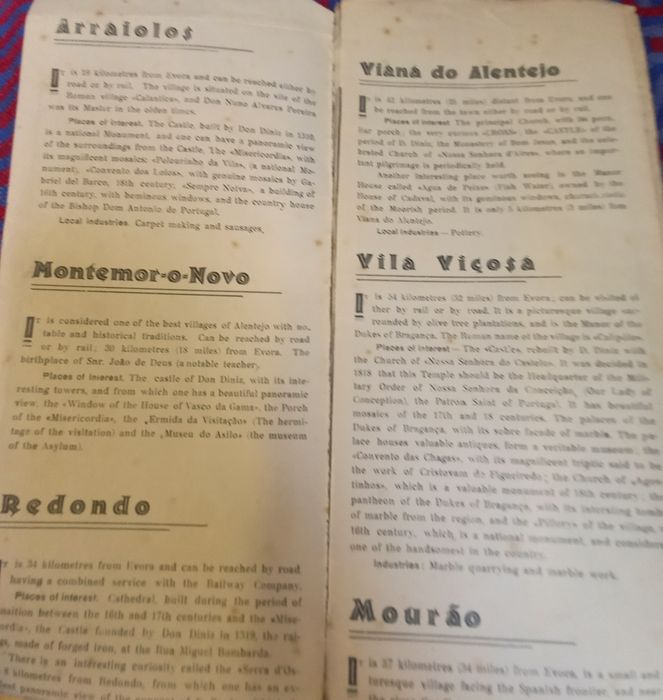 Arraiolos
It is 18 kilometres from Evora and can be reached either by
road or by rail. The village is situated on the site of the
Roman village «Calantica», and Don Nuno Alvares Pereira
was its Master in the olden times.
Places of interest. The Castle, built by Don Diniz in 1310,
is a national Monument, and one can have a panoramic view
of the surroundings from the Castle. The «Misericordia», with
its magnificent mosaics; «Pelourinho da Vila», (a national Mo-
nument), «Convento dos Loios», with genuine mosaics by Ga-
briel del Barco, 18th century, «Sempre Noiva», a building of
16th century, with beminous windows, and the country house
of the Bishop Dom Antonio de Portugal.
Local industries. Carpet making and sausages.
Montemor-o-Novo
It is considered one of the best villages of Alentejo with no-
table and historical traditions. Can be reached by road
or by rail; 30 kilometres (18 miles) from Evora. The
birthplace of Snr. João de Deus (a notable teacher).
Places of interest. The castle of Don Diniz, with its inte-
resting towers, and from which one has a beautiful panoramic
view; the «Window of the House of Vasco da Gama», the Porch
of the «Misericordia», the „Ermida da Visitação» (The hermi-
tage of the visitation) and the „Museu do Asilo» (the museum
of the Asylum).
Redondo
It is 34 kilometres from Evora and can be reached by road
having a combined service with the Railway Company.
Places of interest. Cathedral, built during the period of
nsition between the 16th and 17th centuries and the «Mise-
ordia», the Castle founded by Don Diniz in 1319, the rai-
gs, made of forged iron, at the Rua Miguel Bombarda.
There is an interesting curiosity called the «Serra d'Os-
8 kilometres from Redondo, from which one has an ex-
lent panoramic view of the
Viana do Alentejo
It is 42 kilometres (25 miles) distant from Evora, and can
be reached from the town either by road or by rail.
Places of interest The principal Church, with its
liar porch; the very curious «CROSS», the «CASTLE» of the
period of D. Diniz, the Monastery of Bom Jesus, and the cele-
brated Church of «Nossa Senhora d'Aires», where an impor-
tant pilgrimage is periodically held.
Another interesting place worth seeing is the Manor
House called «Agua de Peixes» (Fish Water) owned by the
House of Cadaval, with its geminous windows,
of the Moorish period. It is only 5 kilometres (3 miles) from
Viana do Alentejo.
Local industries — Pottery.
Vila Viçosa
It is 54 kilometres (32 miles) from Evora; can be visited ei-
ther by rail or by road. It is a picturesque village sur-
rounded by olive tree plantations, and is the Manor of the
Dukes of Bragança. The Roman name of the village is «Calipolis».
Places of interest — The «Castle», rebuilt by D. Diniz with
the Church of «Nossa Senhora do Castelo». It was decided in
1818 that this Temple should be the Headquarter of the Mili-
tary Order of Nossa Senhora da Conceição, (Our Lady of
Conception), the Patron Saint of Portugal. It has beautiful
mosaics of the 17th and 18 centuries. The palaces of the
Dukes of Bragança, with its sobre facade of marble. The pa-
lace houses valuable antiques, form a veritable museum; the
«Convento das Chagas», with its magnificent triptic said to be
the work of Cristovam de Figueiredo; the Church of «Agos-
tinhos», which is a valuable monument of 18th century; the
pantheon of the Dukes of Bragança, with its intersting tombs
of marble from the region, and the «Pillory» of the village,
16th century, which is a national monument, and considered
one of the handsomest in the country.
Industries: Marble quarrying and marble work.
Mourão
It is 57 kilometres (34 miles) from Evora, is a small and
turesque village facing the Spanish frontier, and near